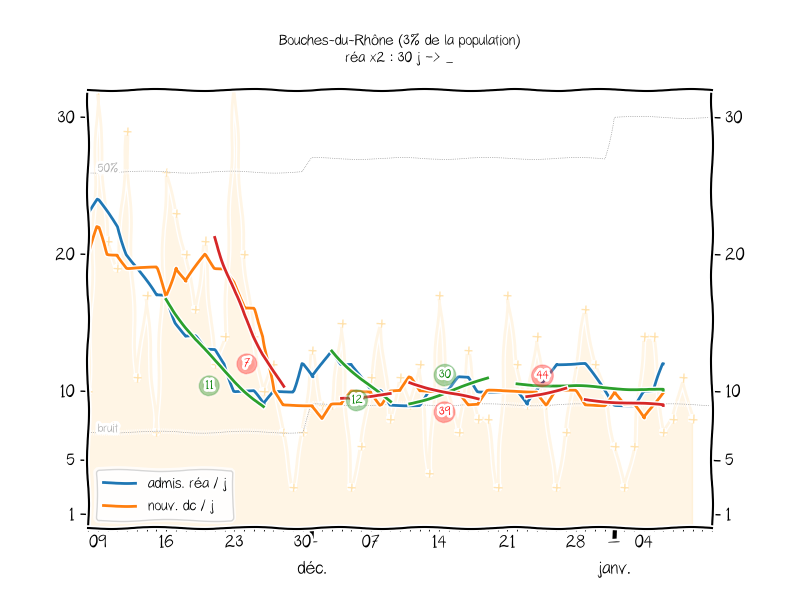 Bouches-du-Rhône (3% de la population)
réa x2 : 30 j -> _
30 30
50%
20 20
7
11
30
44
12
39
10 10
bruit
5 5
admis. réa / j
nouv. dc / j
1 1
09 16 23 30 07 14 21 28 04
déc. janv.